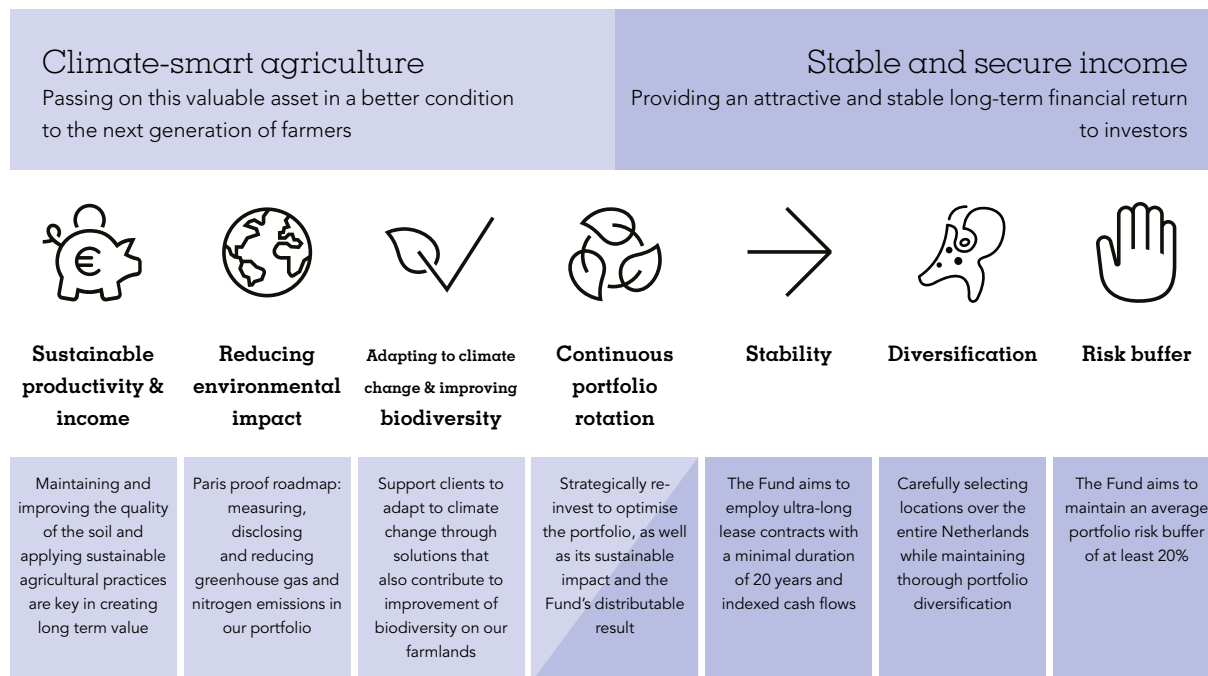 Climate-smart agriculture
Passing on this valuable asset in a better condition
to the next generation of farmers
Stable and secure income
Providing an attractive and stable long-term financial return
to investors
€
Sustainable
productivity &
income
Reducing
environmental
impact
Adapting to climate
change & improving
biodiversity
Continuous
portfolio
rotation
Stability
Diversification
Risk buffer
Maintaining and
improving the quality
of the soil and
applying sustainable
agricultural practices
are key in creating
long term value
Paris proof roadmap:
measuring,
disclosing
and reducing
greenhouse gas and
nitrogen emissions in
our portfolio
Support clients to
adapt to climate
change through
solutions that
also contribute to
improvement of
biodiversity on our
farmlands
Strategically re-
invest to optimise
the portfolio, as well
as its sustainable
impact and the
Fund's distributable
result
The Fund aims to
employ ultra-long
lease contracts with
a minimal duration
of 20 years and
indexed cash flows
Carefully selecting
locations over the
entire Netherlands
while maintaining
thorough portfolio
diversification
The Fund aims to
maintain an average
portfolio risk buffer
of at least 20%